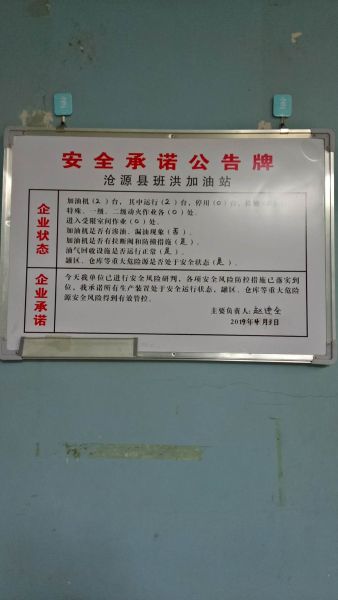 安全承诺公告牌
沧源县班洪加油站
企业状态
加油机(2)台，其中运行(2)台，停用(0)台，检修
特殊、一级、二级动火作业各(0)处。
进入受限空间作业(0)处。
加油机是否有渗油、漏油现象(否)。
加油机是否有拉断阀和防撞措施(是)。
油气回收设施是否运行正常(是)。
罐区、仓库等重大危险源是否处于安全状态(是)。
企业承诺
今天我单位已进行安全风险研判，各项安全风险防控措施已落实到
位，我承诺所有生产装置处于安全运行状态，罐区、仓库等重大危险
源安全风险得到有效管控。
主要负责人：赵
2019年 月 日